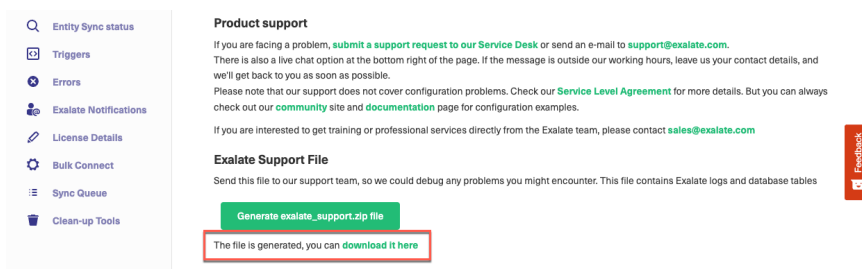 Entity Sync status
Triggers
Errors
Exalate Notifications
License Details
Bulk Connect
Sync Queue
Clean-up Tools
Product support
If you are facing a problem, submit a support request to our Service Desk or send an e-mail to support@exalate.com.
There is also a live chat option at the bottom right of the page. If the message is outside our working hours, leave us your contact details, and
we'll get back to you as soon as possible.
Please note that our support does not cover configuration problems. Check our Service Level Agreement for more details. But you can always
check out our community site and documentation page for configuration examples.
If you are interested to get training or professional services directly from the Exalate team, please contact sales@exalate.com
Exalate Support File
Send this file to our support team, so we could debug any problems you might encounter. This file contains Exalate logs and database tables
Generate exalate_support.zip file
The file is generated, you can download it here
Feedback